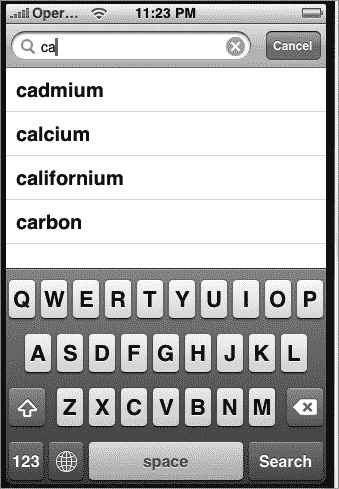 Oper... 11:23 PM
ca Cancel
cadmium
calcium
californium
carbon
Q W E R T Y U I O P
A S D F G H J K L
Z X C V B N M
123 space Search